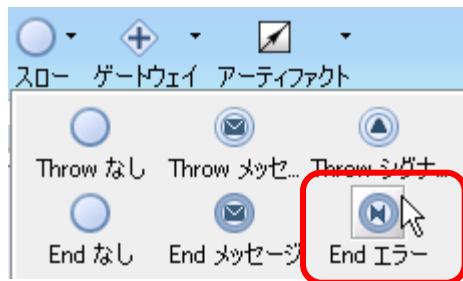 スロー ゲートウェイ アーティファクト
Throw なし Throw メッセ... Throw シグナ...
End なし End メッセージ End エラー